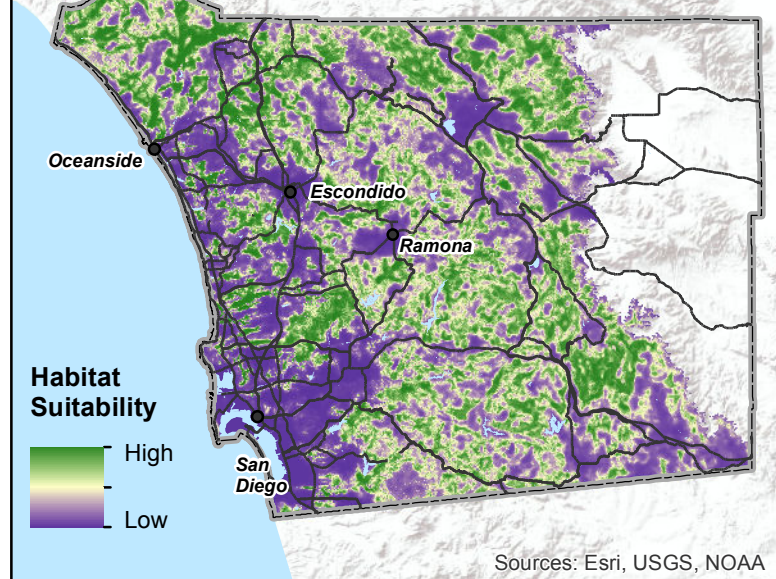 Oceanside
Escondido
Ramona
Habitat
Suitability
High
Low
San
Diego
Sources: Esri, USGS, NOAA